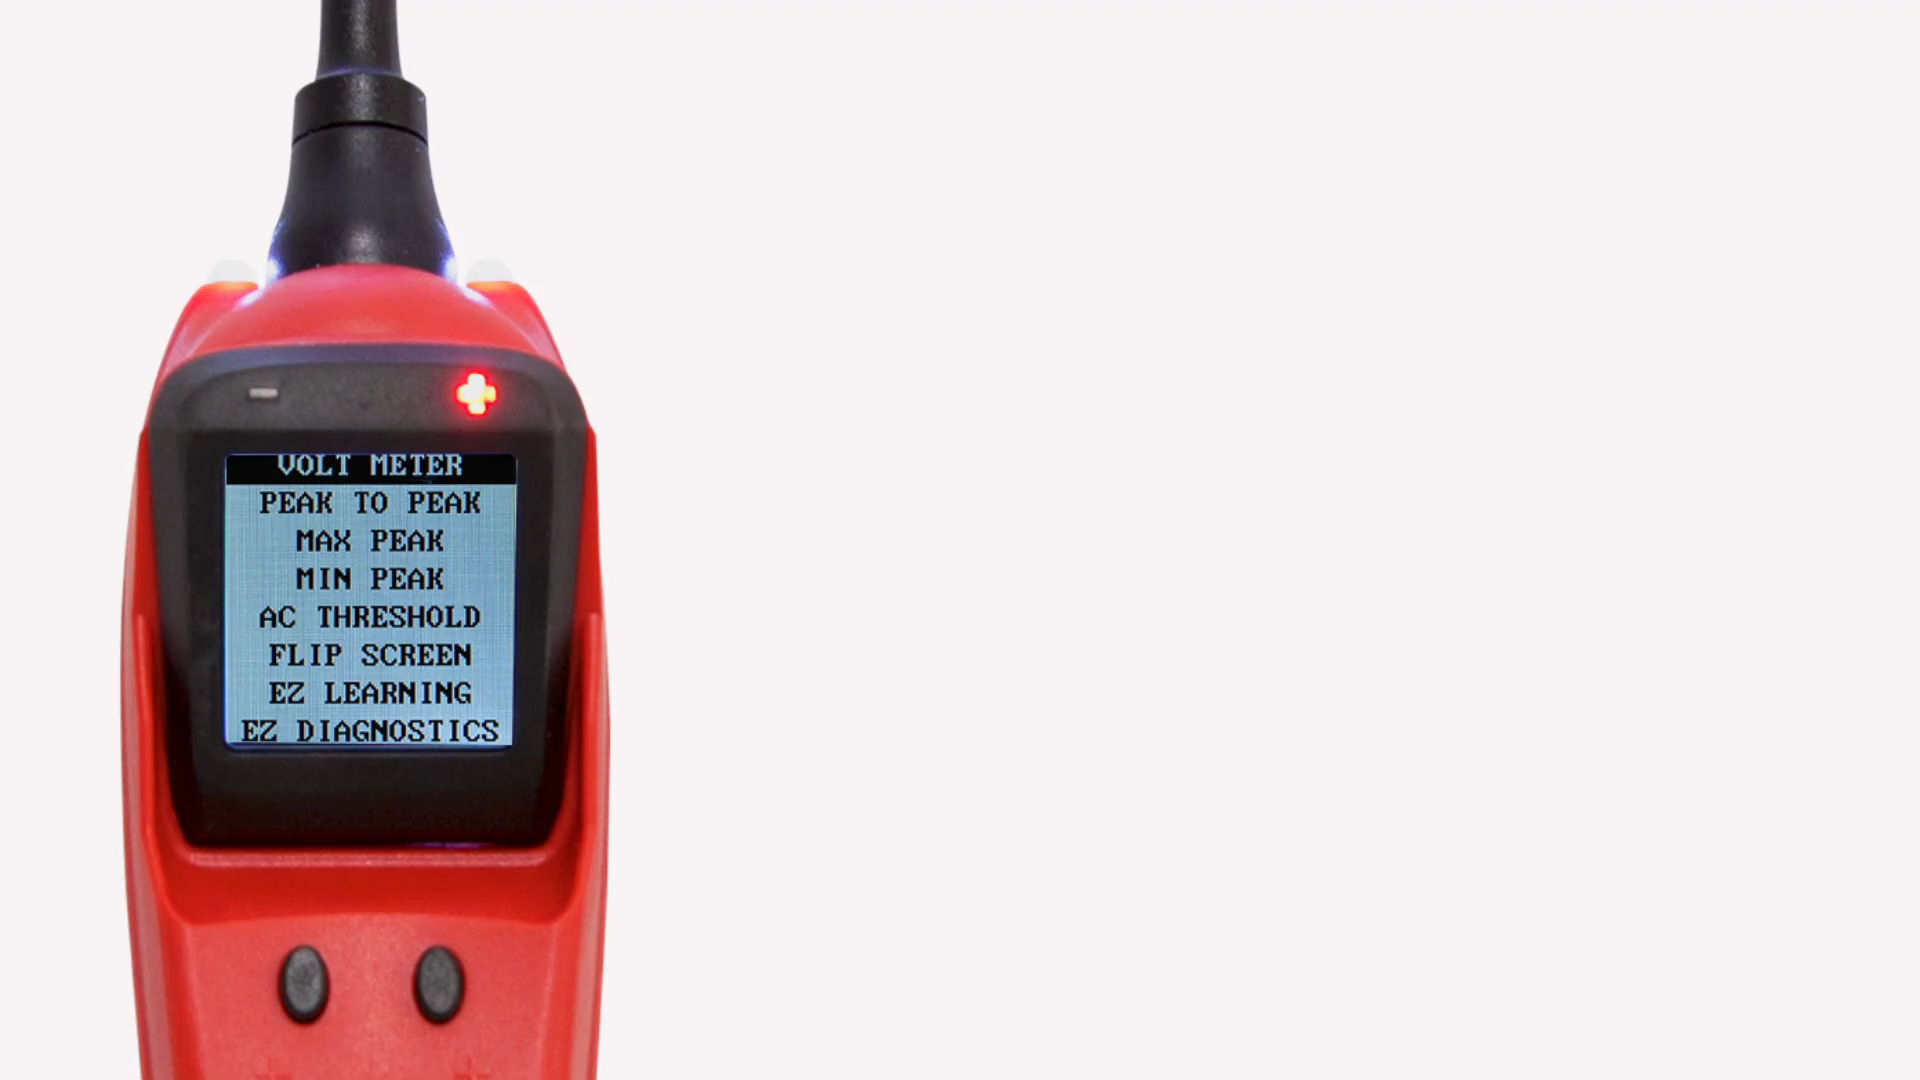 VOLT METER
PEAK TO PEAK
MAX PEAK
MIN PEAK
AC THRESHOLD
FLIP SCREEN
EZ LEARNING
EZ DIAGNOSTICS